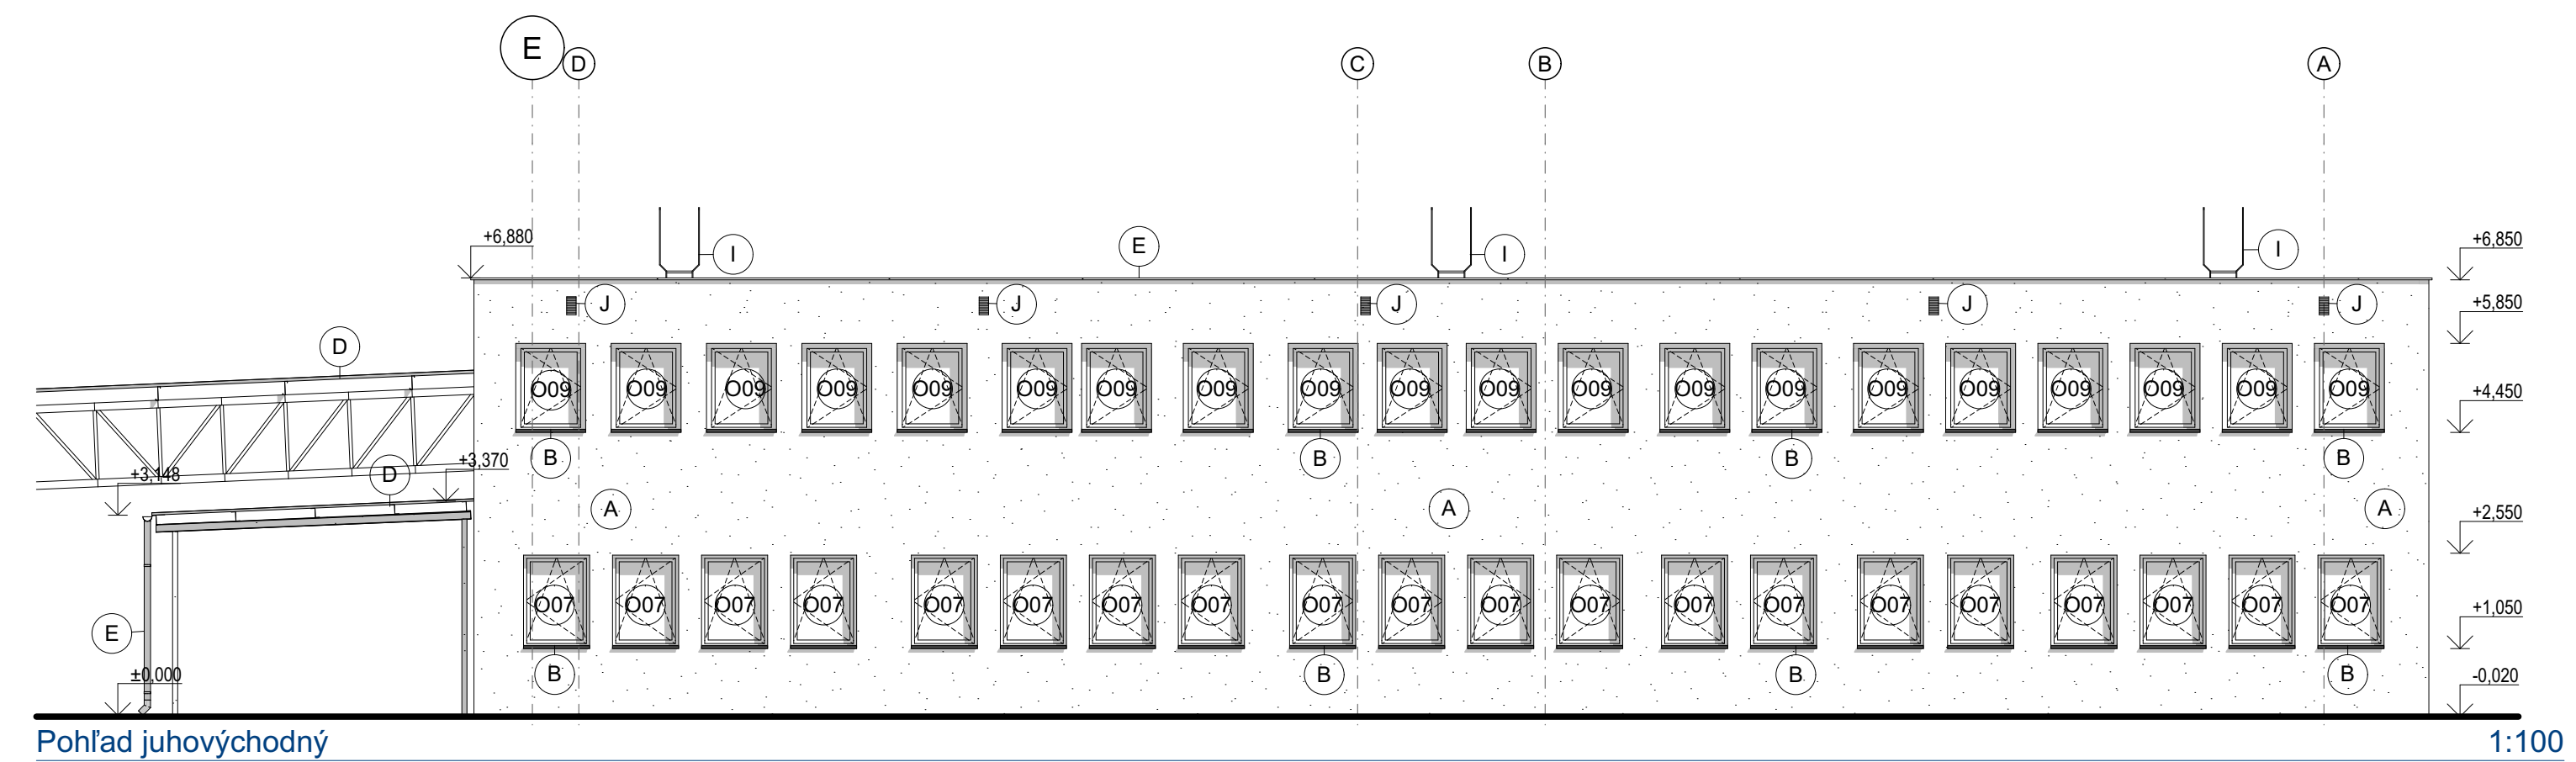 E D C B A
+6,880 I E I I +6,850
J J J J J +5,850
D
O09 O09 O09 O09 O09 O09 O09 O09 O09 O09 O09 O09 O09 O09 O09 O09 O09 O09 O09 O09 +4,450
+3,148 D +3,370 B B B B
A A A +2,550
E O07 O07 O07 O07 O07 O07 O07 O07 O07 O07 O07 O07 O07 O07 O07 O07 O07 O07 O07 O07 +1,050
±0,000 B B B B -0,020
Pohľad juhovýchodný 1:100